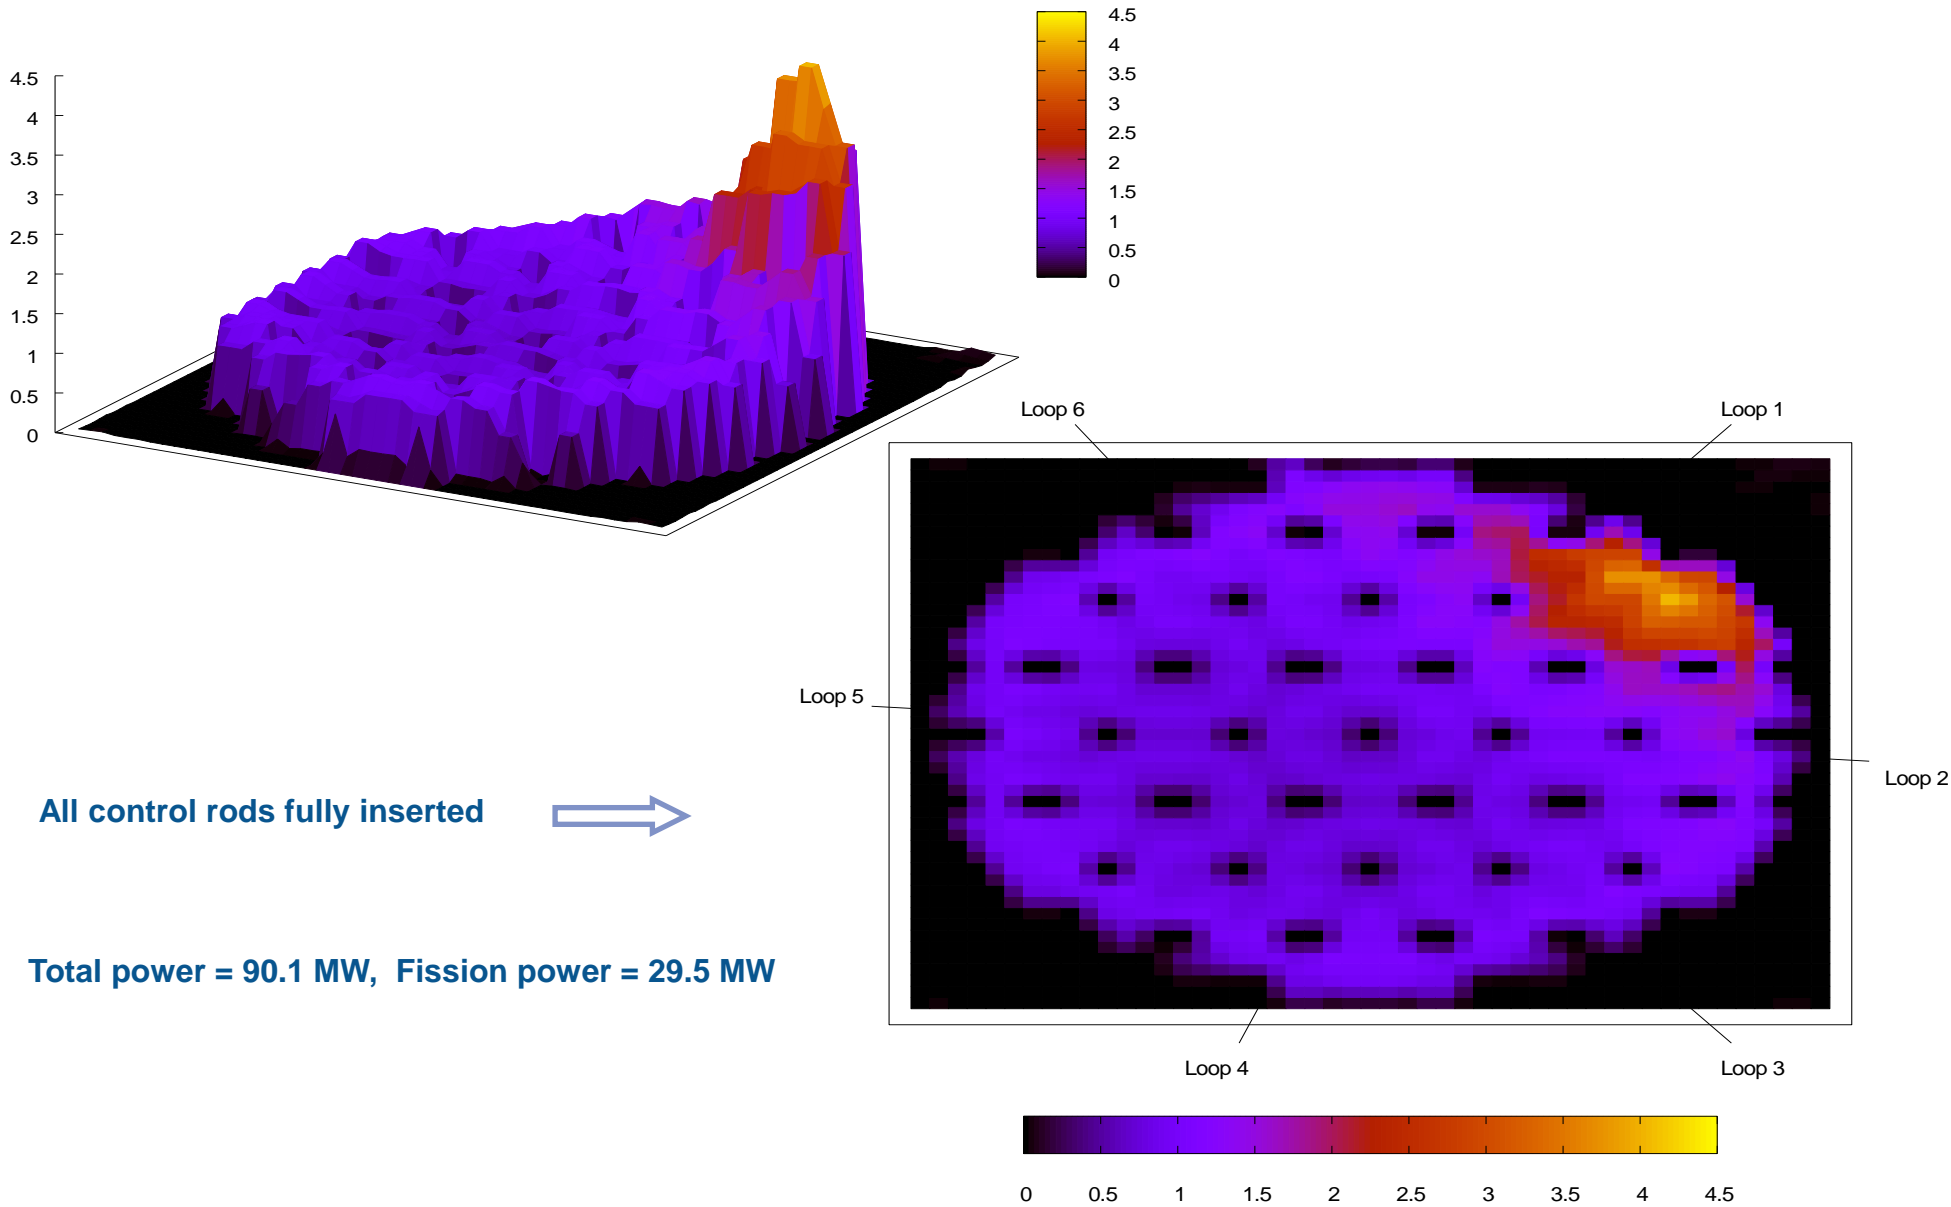 4.5
4
3.5
3
2.5
2
1.5
1
0.5
0
4.5
4
3.5
3
2.5
2
1.5
1
0.5
0
Loop 6
Loop 1
Loop 5
Loop 2
Loop 4
Loop 3
All control rods fully inserted
Total power = 90.1 MW, Fission power = 29.5 MW
0 0.5 1 1.5 2 2.5 3 3.5 4 4.5